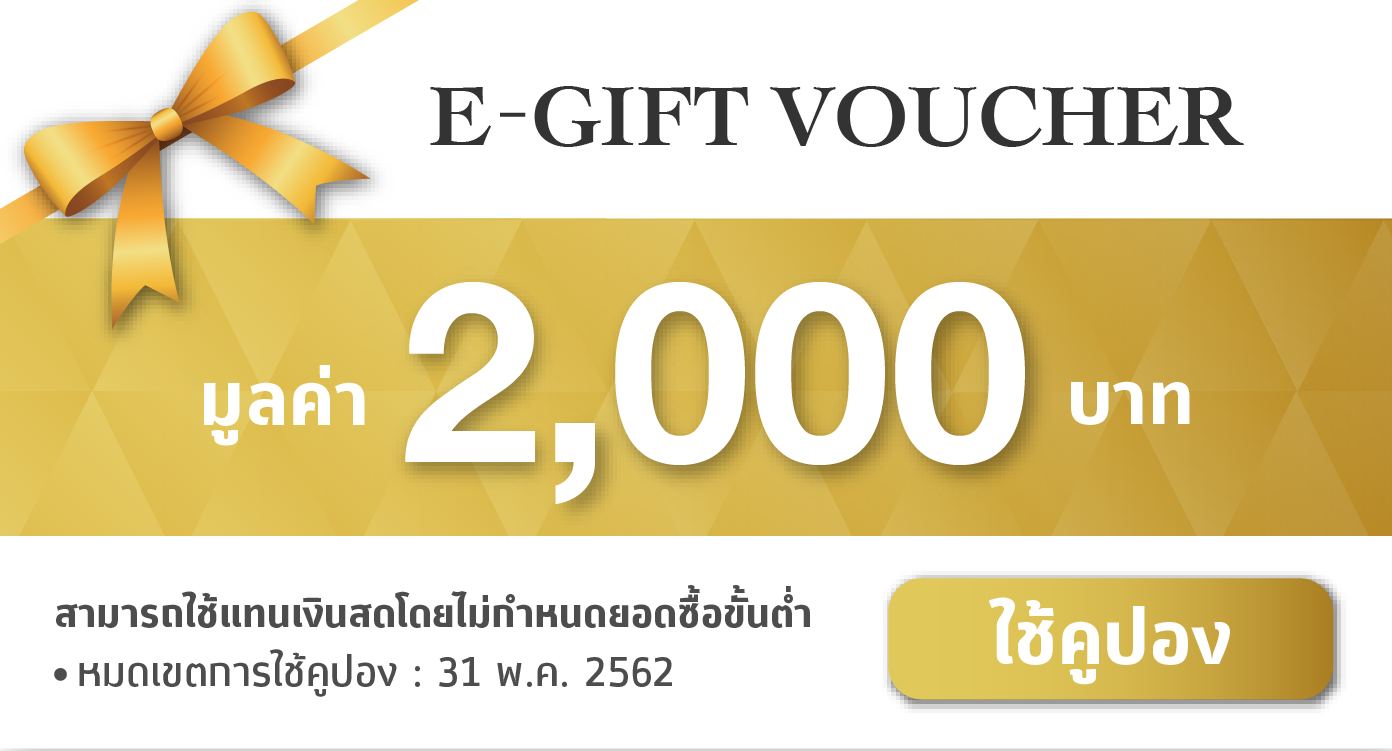 E-GIFT VOUCHER
มูลค่า 2,000 บาท
สามารถใช้แทนเงินสดโดยไม่กำหนดยอดซื้อขั้นต่ำ
• หมดเขตการใช้คูปอง : 31 พ.ค. 2562
ใช้คูปอง